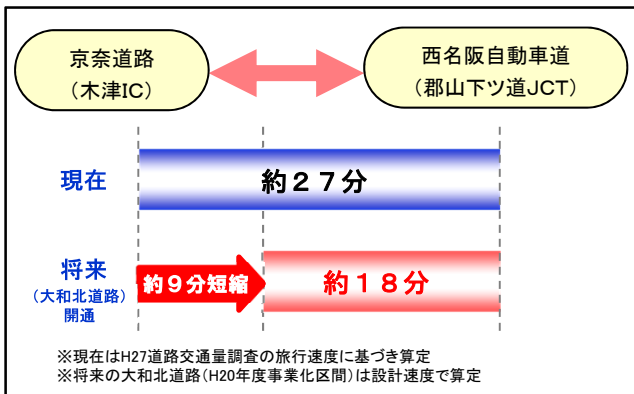 京奈道路
（木津IC）
西名阪自動車道
（郡山下ツ道JCT）
現在
約２７分
将来
（大和北道路）
開通
約９分短縮
約１８分
※現在はH27道路交通量調査の旅行速度に基づき算定
※将来の大和北道路（H20年度事業化区間）は設計速度で算定